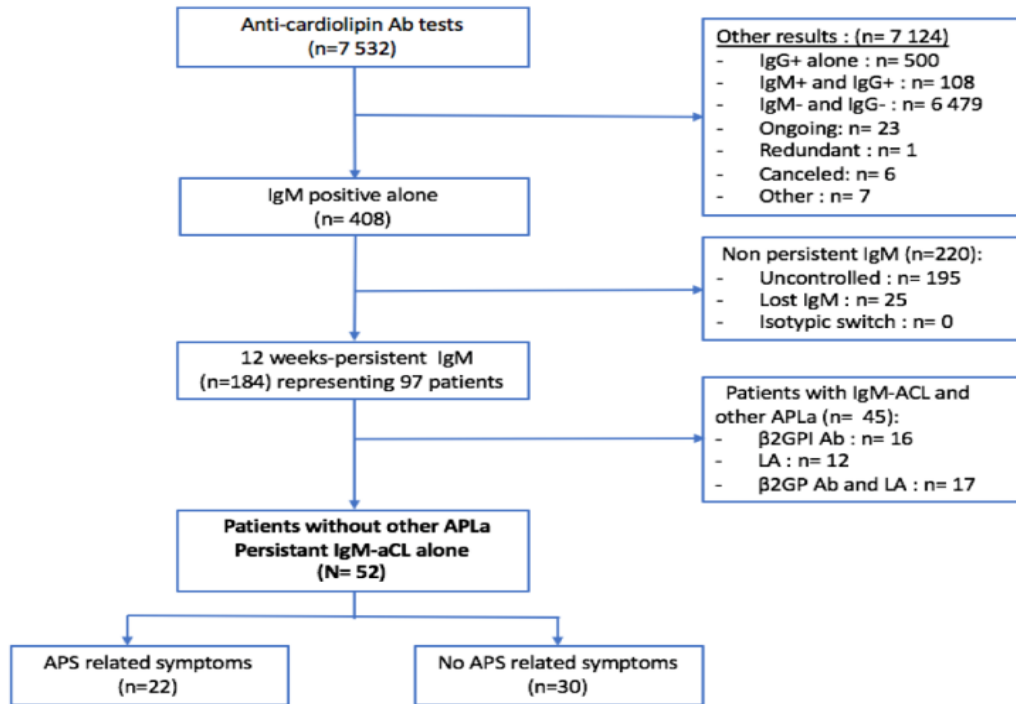 Anti-cardiolipin Ab tests
(n=7 532)
Other results : (n= 7 124)
- IgG+ alone : n= 500
- IgM+ and IgG+ : n= 108
- IgM- and IgG- : n= 6 479
- Ongoing: n= 23
- Redundant : n= 1
- Canceled: n= 6
- Other : n= 7
IgM positive alone
(n= 408)
Non persistent IgM (n=220):
- Uncontrolled : n= 195
- Lost IgM : n= 25
- Isotypic switch : n= 0
12 weeks-persistent IgM
(n=184) representing 97 patients
Patients with IgM-ACL and
other APLa (n= 45):
- β2GPI Ab : n= 16
- LA : n= 12
- β2GP Ab and LA : n= 17
Patients without other APLa
Persistant IgM-aCL alone
(N= 52)
APS related symptoms
(n=22)
No APS related symptoms
(n=30)